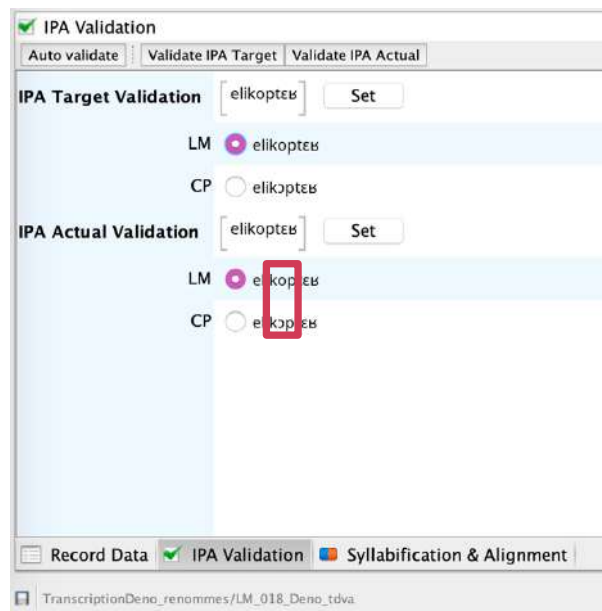 IPA Validation
Auto validate Validate IPA Target Validate IPA Actual
IPA Target Validation elikoptɛʁ Set
LM elikoptɛʁ
CP elikɔptɛʁ
IPA Actual Validation elikoptɛʁ Set
LM elikoptɛʁ
CP elikɔptɛʁ
Record Data IPA Validation Syllabification & Alignment
TranscriptionDeno_renommes/LM_018_Deno_tdva